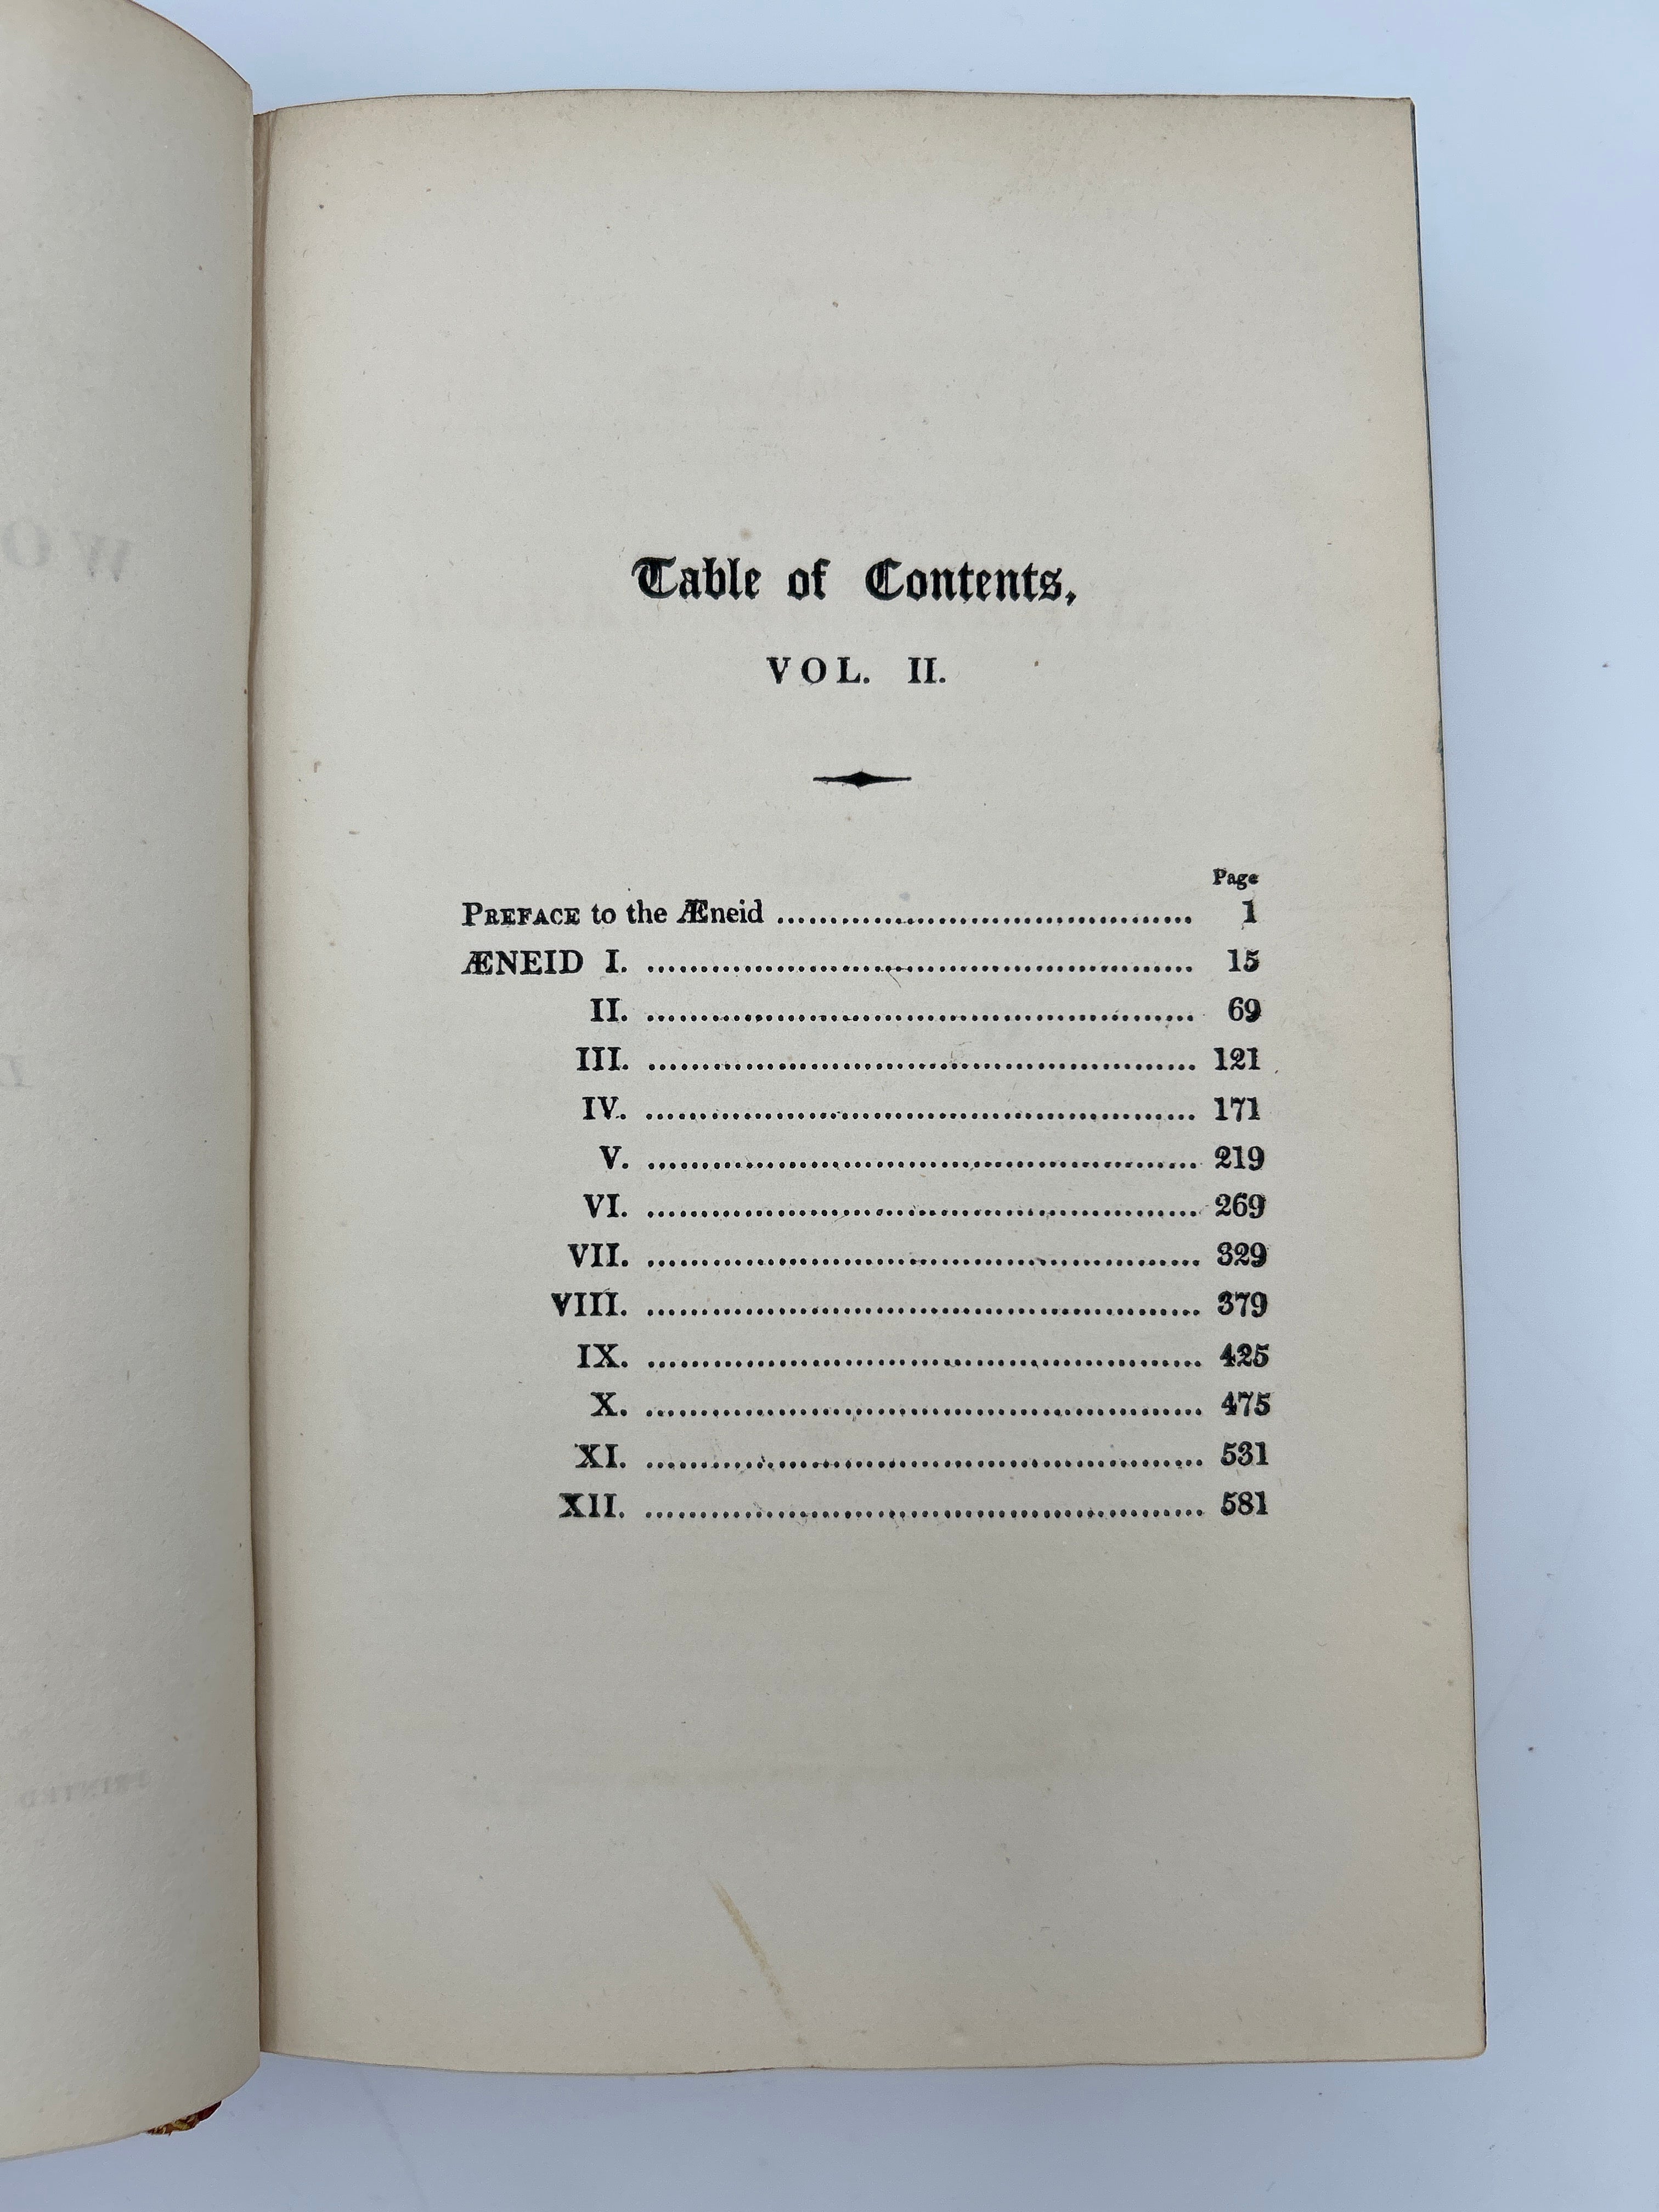 Table of Contents,
VOL. II.
Page
PREFACE to the Æneid ........................................ 1
ÆNEID I. .................................................... 15
II. .................................................... 69
III. .................................................... 121
IV. .................................................... 171
V. .................................................... 219
VI. .................................................... 269
VII. .................................................... 329
VIII. .................................................... 379
IX. .................................................... 425
X. .................................................... 475
XI. .................................................... 531
XII. .................................................... 581